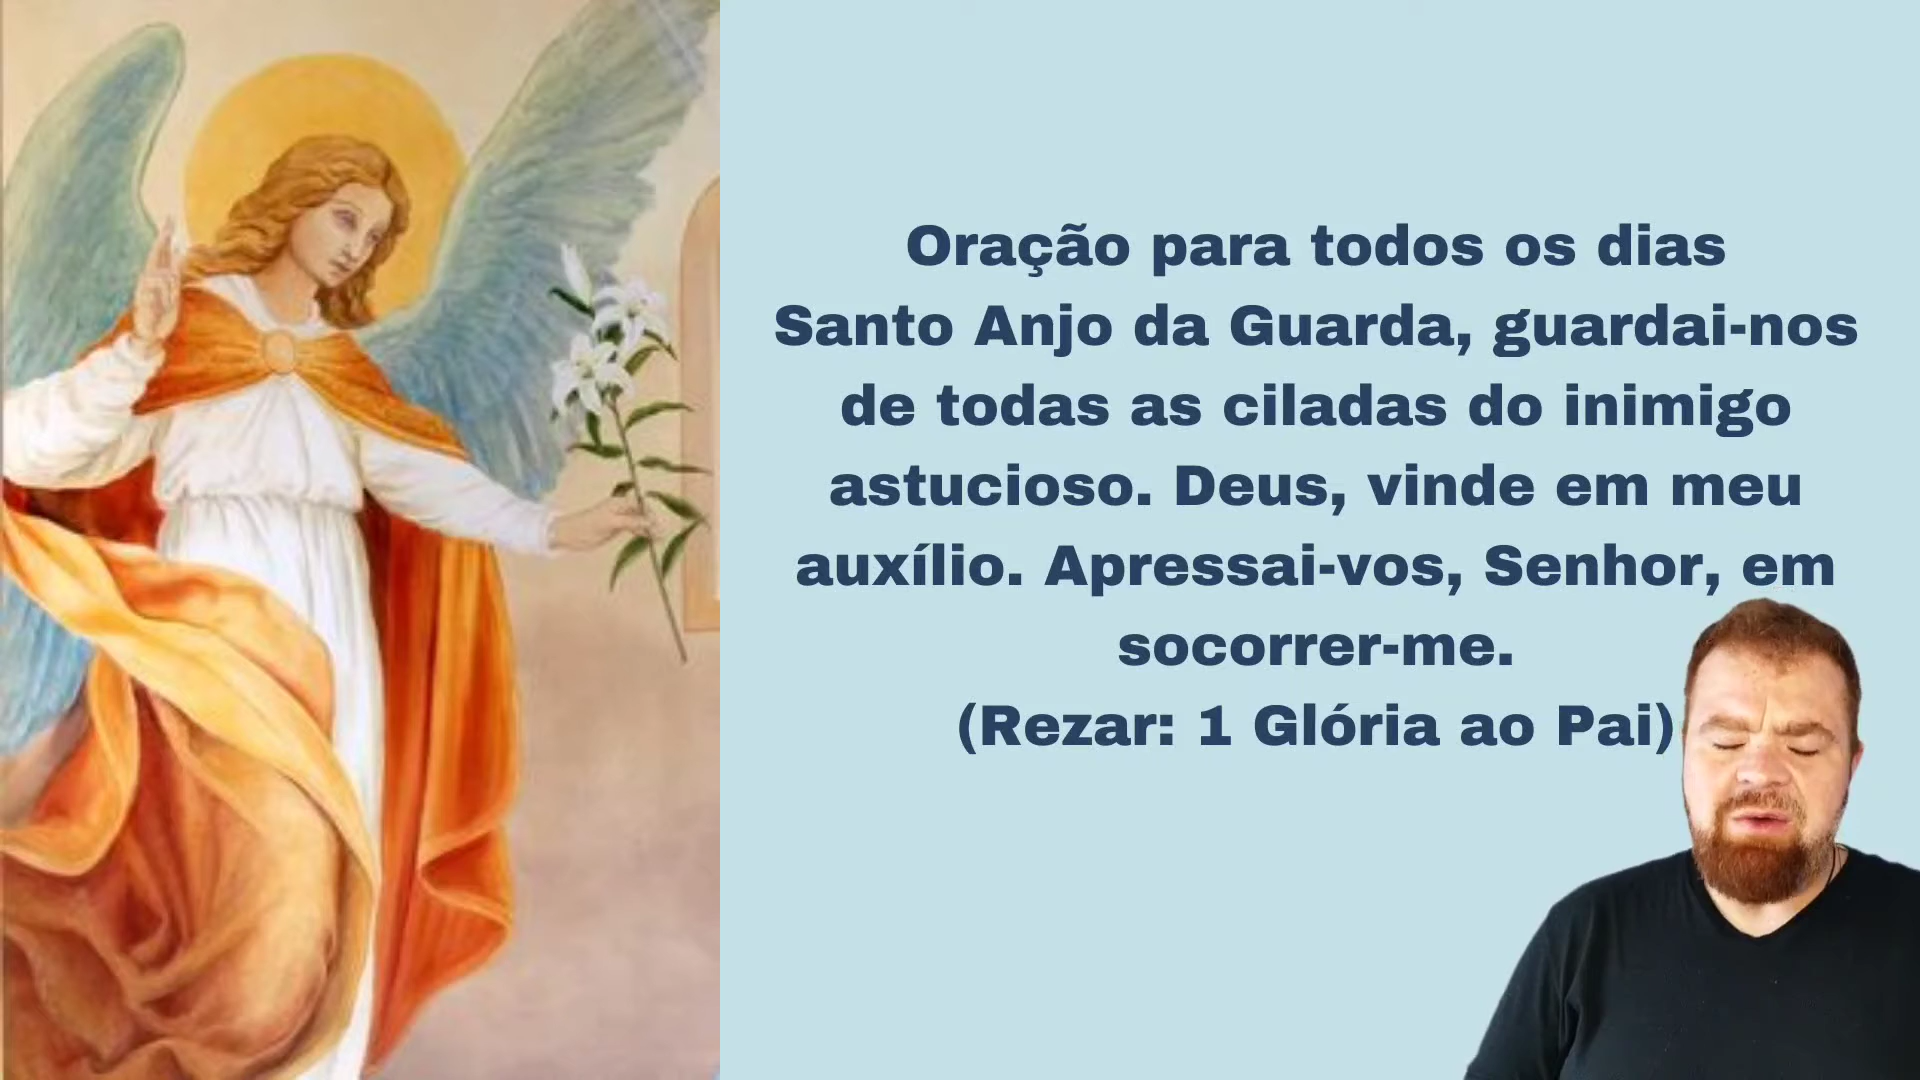 Oração para todos os dias
Santo Anjo da Guarda, guardai-nos
de todas as ciladas do inimigo
astucioso. Deus, vinde em meu
auxílio. Apressai-vos, Senhor, em
socorrer-me.
(Rezar: 1 Glória ao Pai)